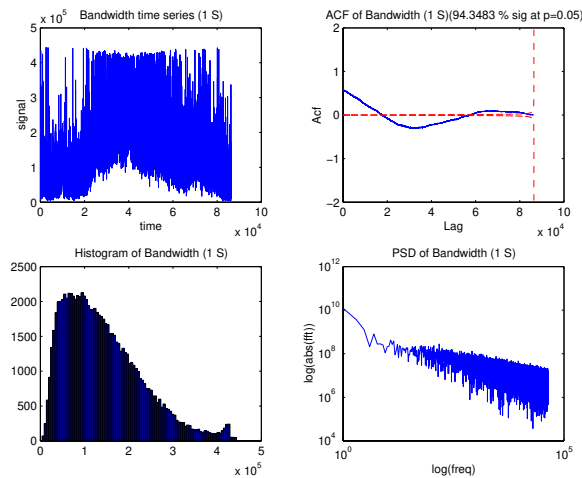 Bandwidth time series (1 S)
x 10^5
5
4
3
2
1
0
signal
0 2 4 6 8 10
time
x 10^4
ACF of Bandwidth (1 S)(94.3483 % sig at p=0.05)
2
1
0
-1
-2
Acf
0 2 4 6 8 10
Lag
x 10^4
Histogram of Bandwidth (1 S)
2500
2000
1500
1000
500
0
0 1 2 3 4 5
x 10^5
PSD of Bandwidth (1 S)
10^12
10^10
10^8
10^6
10^4
log(abs(fft))
10^0 10^5
log(freq)